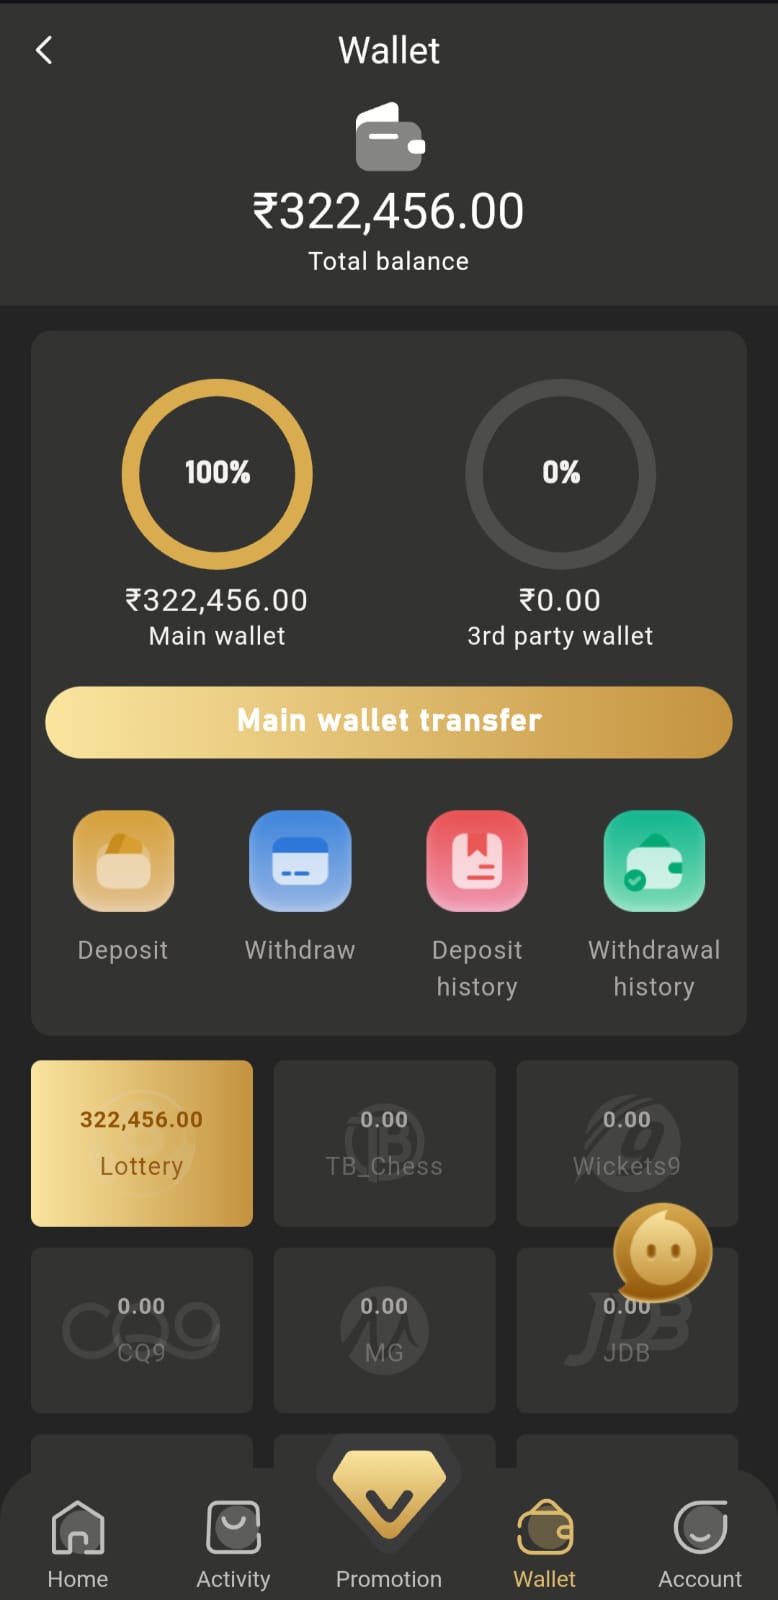 Wallet
₹322,456.00
Total balance
100%
0%
₹322,456.00
₹0.00
Main wallet
3rd party wallet
Main wallet transfer
Deposit
Withdraw
Deposit history
Withdrawal history
322,456.00
Lottery
0.00
TB_Chess
0.00
Wickets9
0.00
CQ9
0.00
MG
0.00
JDB
Home
Activity
Promotion
Wallet
Account